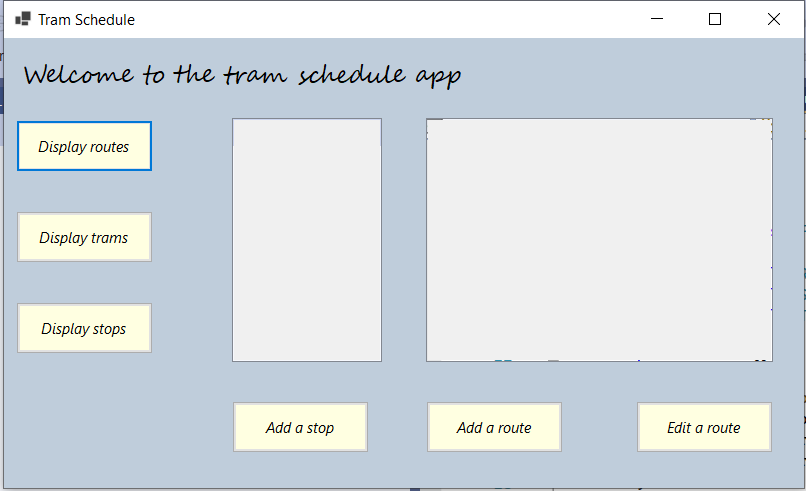 Tram Schedule
Welcome to the tram schedule app
Display routes
Display trams
Display stops
Add a stop
Add a route
Edit a route